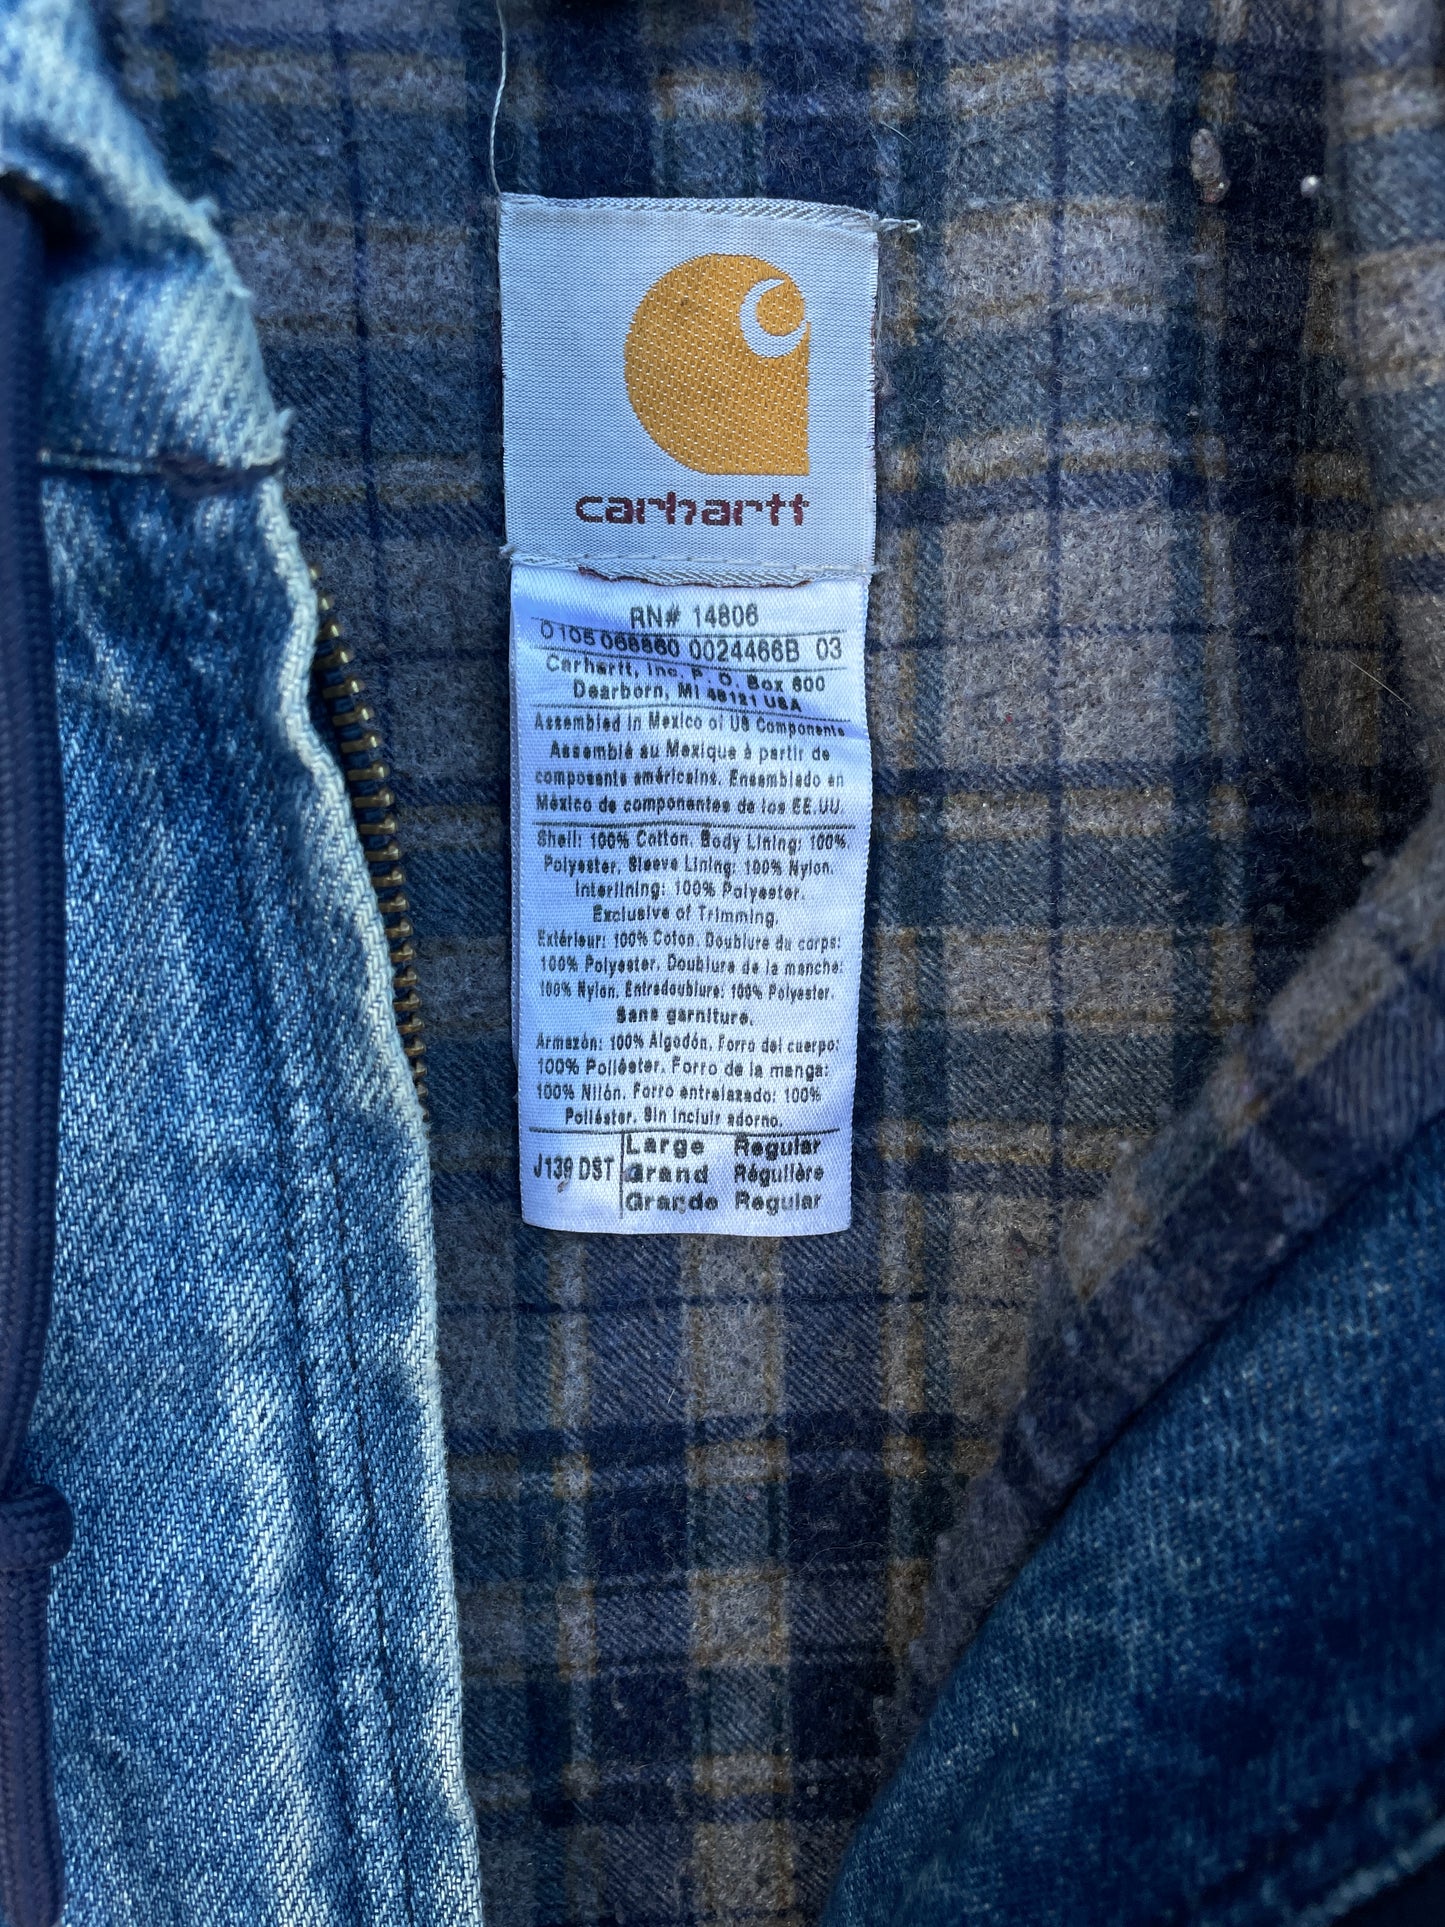 carhartt
RN# 14806
0105 068860 0024466B 03
Carhartt, Inc. P. O. Box 600
Dearborn, MI 48121 USA
Assembled in Mexico of US Components
Assemblé au Mexique à partir de
composants américains. Ensamblado en
México de componentes de los EE.UU.
Shell: 100% Cotton. Body Lining: 100%
Polyester. Sleeve Lining: 100% Nylon.
Interlining: 100% Polyester.
Exclusive of Trimming.
Extérieur: 100% Coton. Doublure du corps:
100% Polyester. Doublure de la manche:
100% Nylon. Entredoublure: 100% Polyester.
Sans garniture.
Armazón: 100% Algodón. Forro del cuerpo:
100% Poliéster. Forro de la manga:
100% Nilón. Forro entrelazado: 100%
Poliéster. Sin incluir adorno.
J139 DST Large Regular
Grand Régulière
Grande Regular